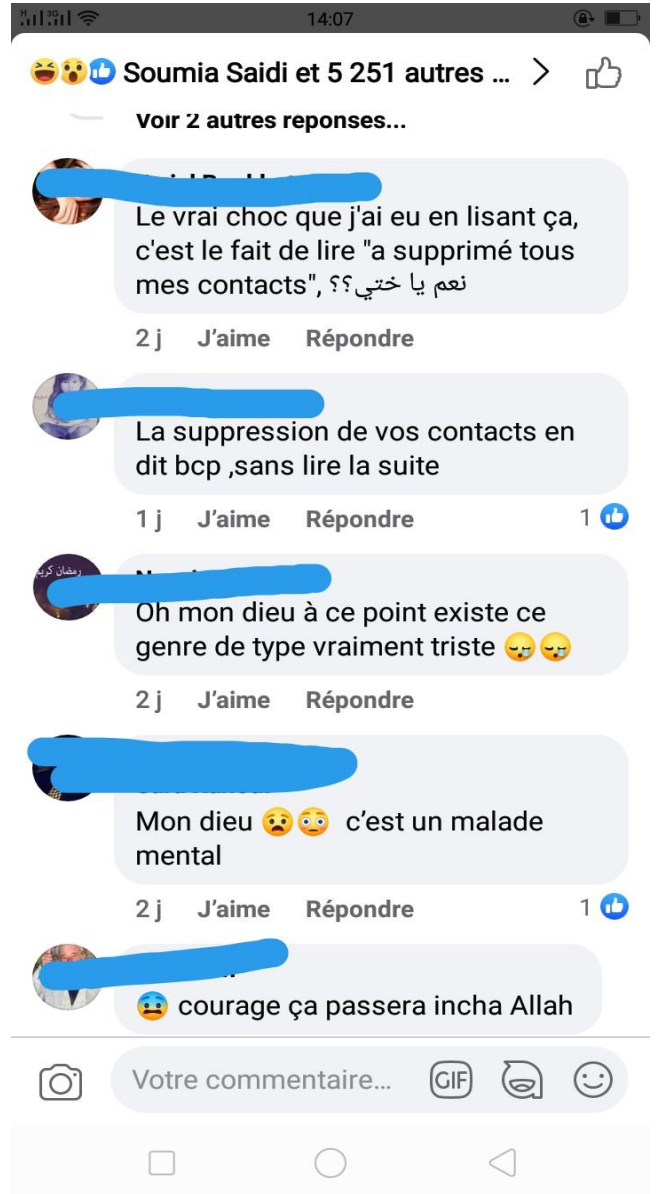 H 3G
14:07
Soumia Saidi et 5 251 autres ...
Voir 2 autres réponses...
Le vrai choc que j'ai eu en lisant ça,
c'est le fait de lire "a supprimé tous
mes contacts", نعم يا ختي؟؟
2 j J'aime Répondre
La suppression de vos contacts en
dit bcp ,sans lire la suite
1 j J'aime Répondre 1
رمضان كريم
Oh mon dieu à ce point existe ce
genre de type vraiment triste 😪😪
2 j J'aime Répondre
Mon dieu 😧😳 c'est un malade
mental
2 j J'aime Répondre 1
😰 courage ça passera incha Allah
Votre commentaire... GIF